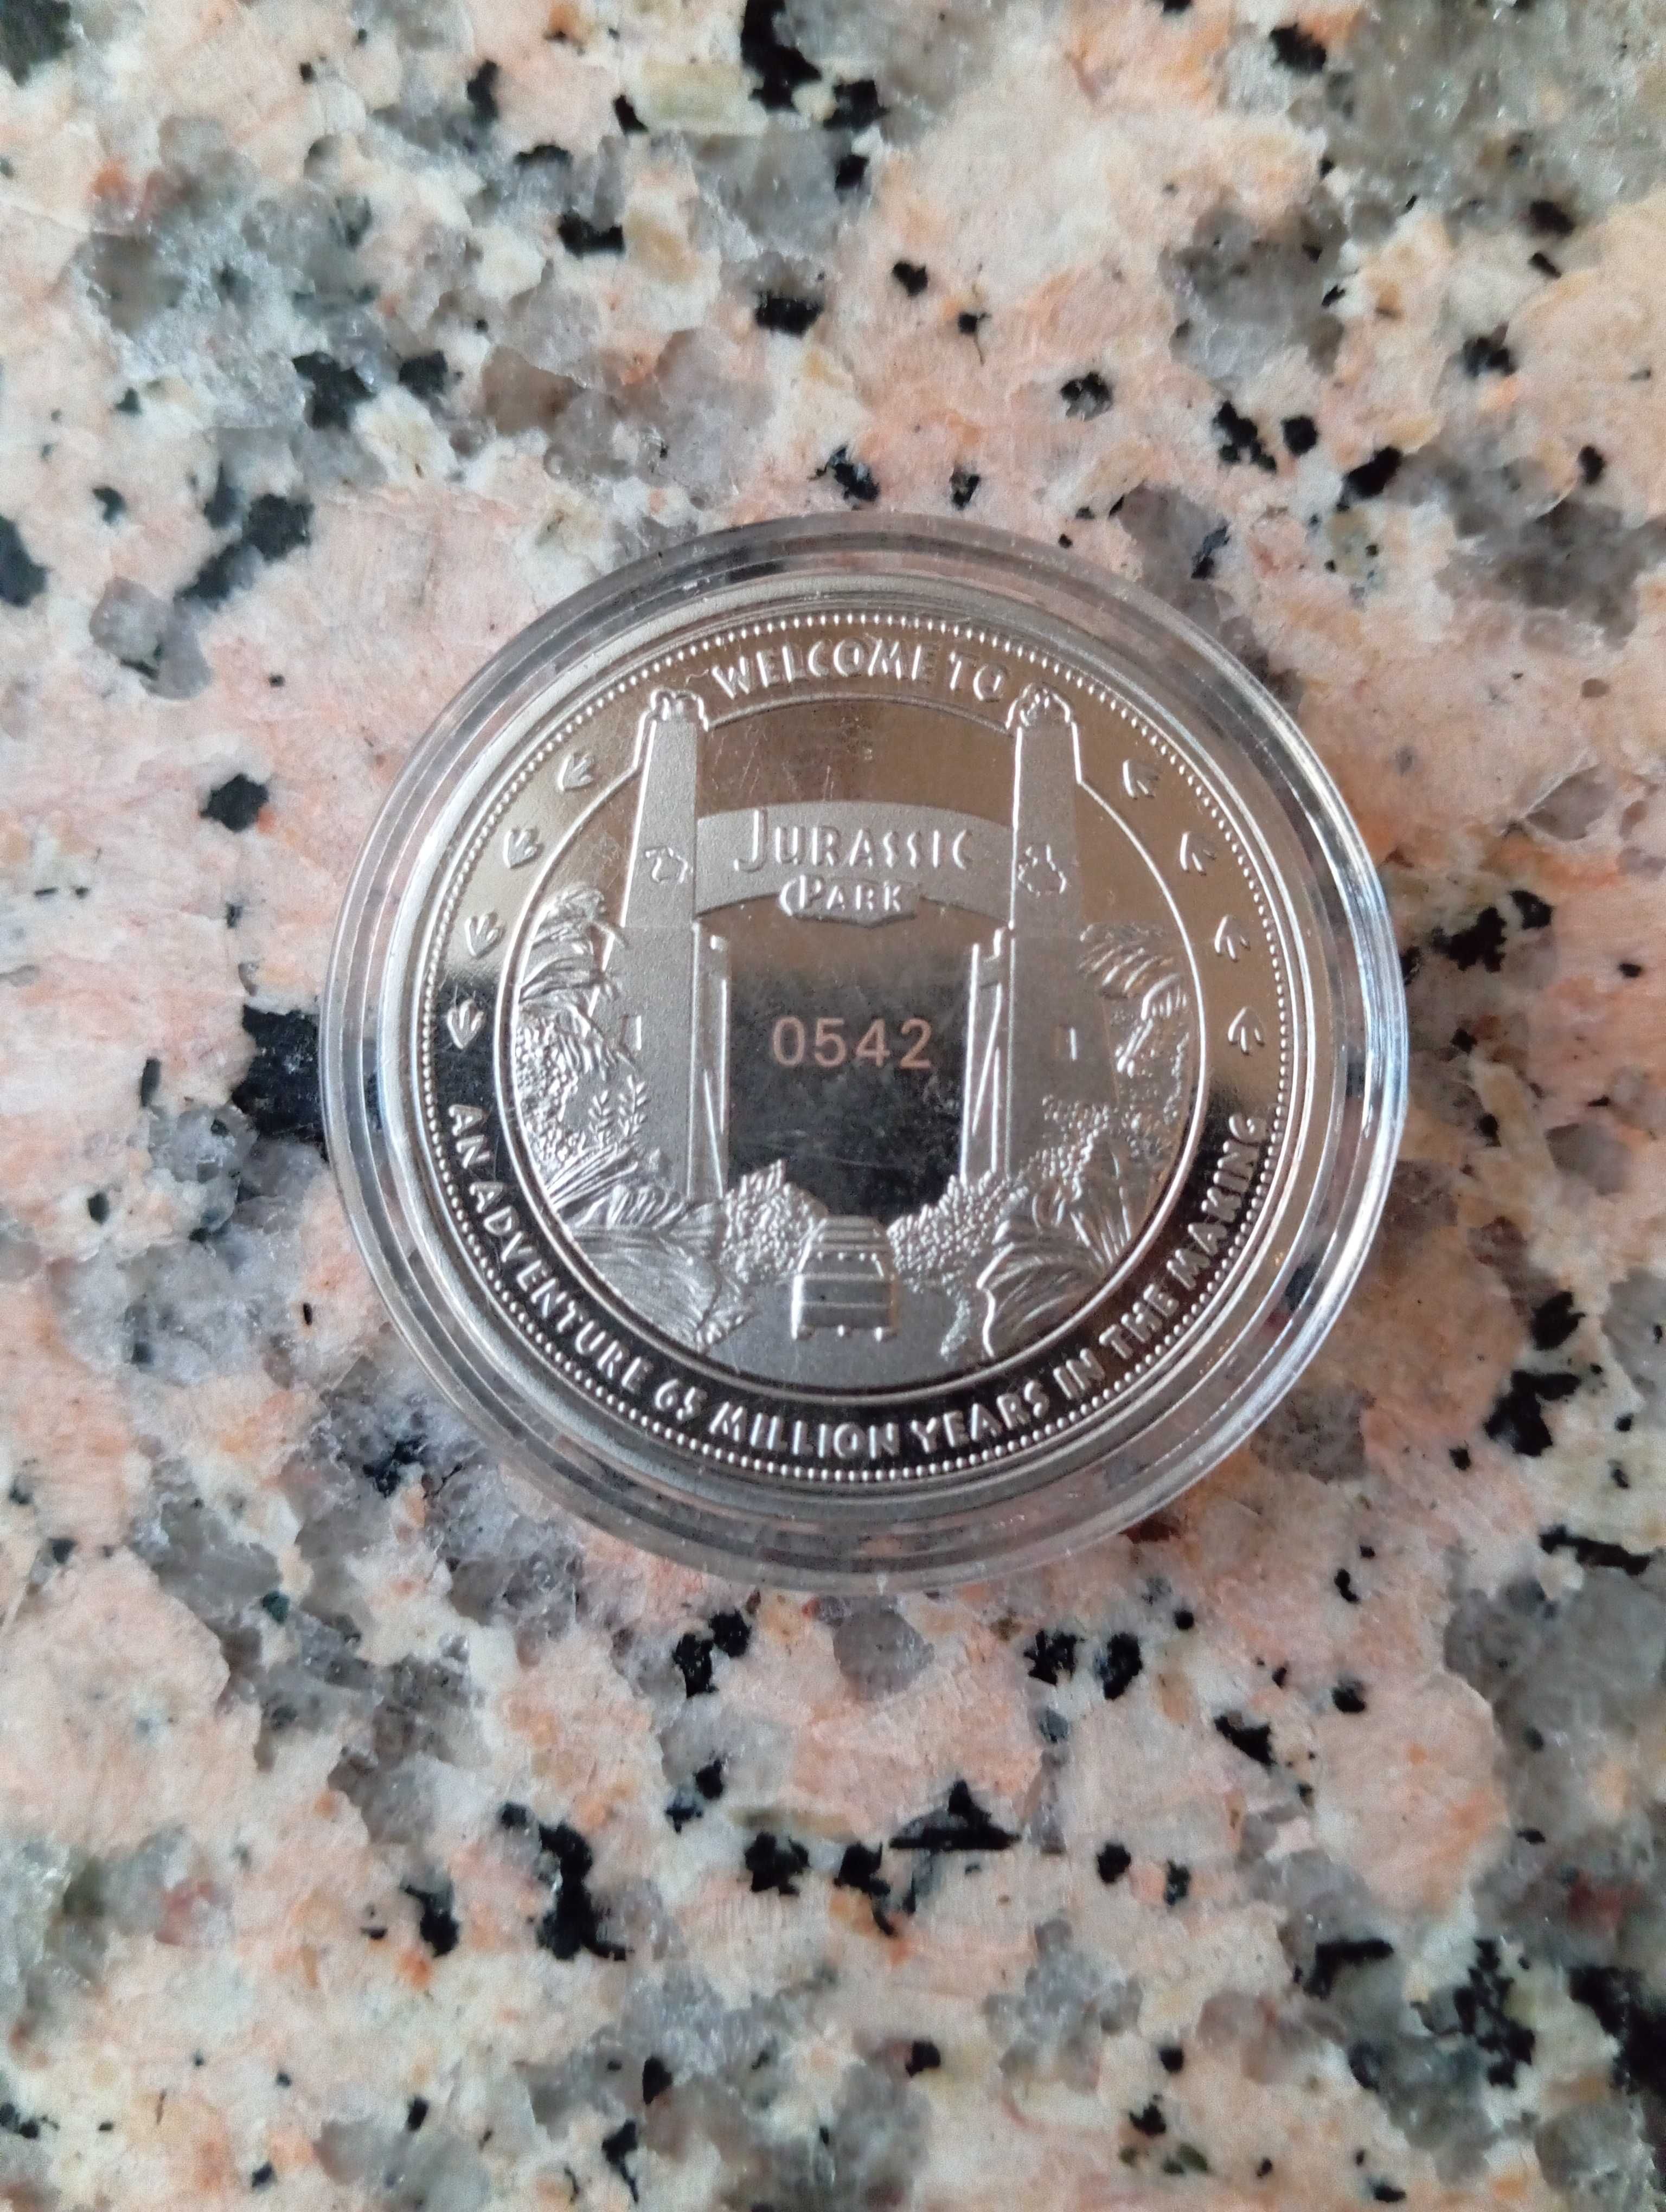 WELCOME TO
JURASSIC
PARK
0542
AN ADVENTURE 65 MILLION YEARS IN THE MAKING